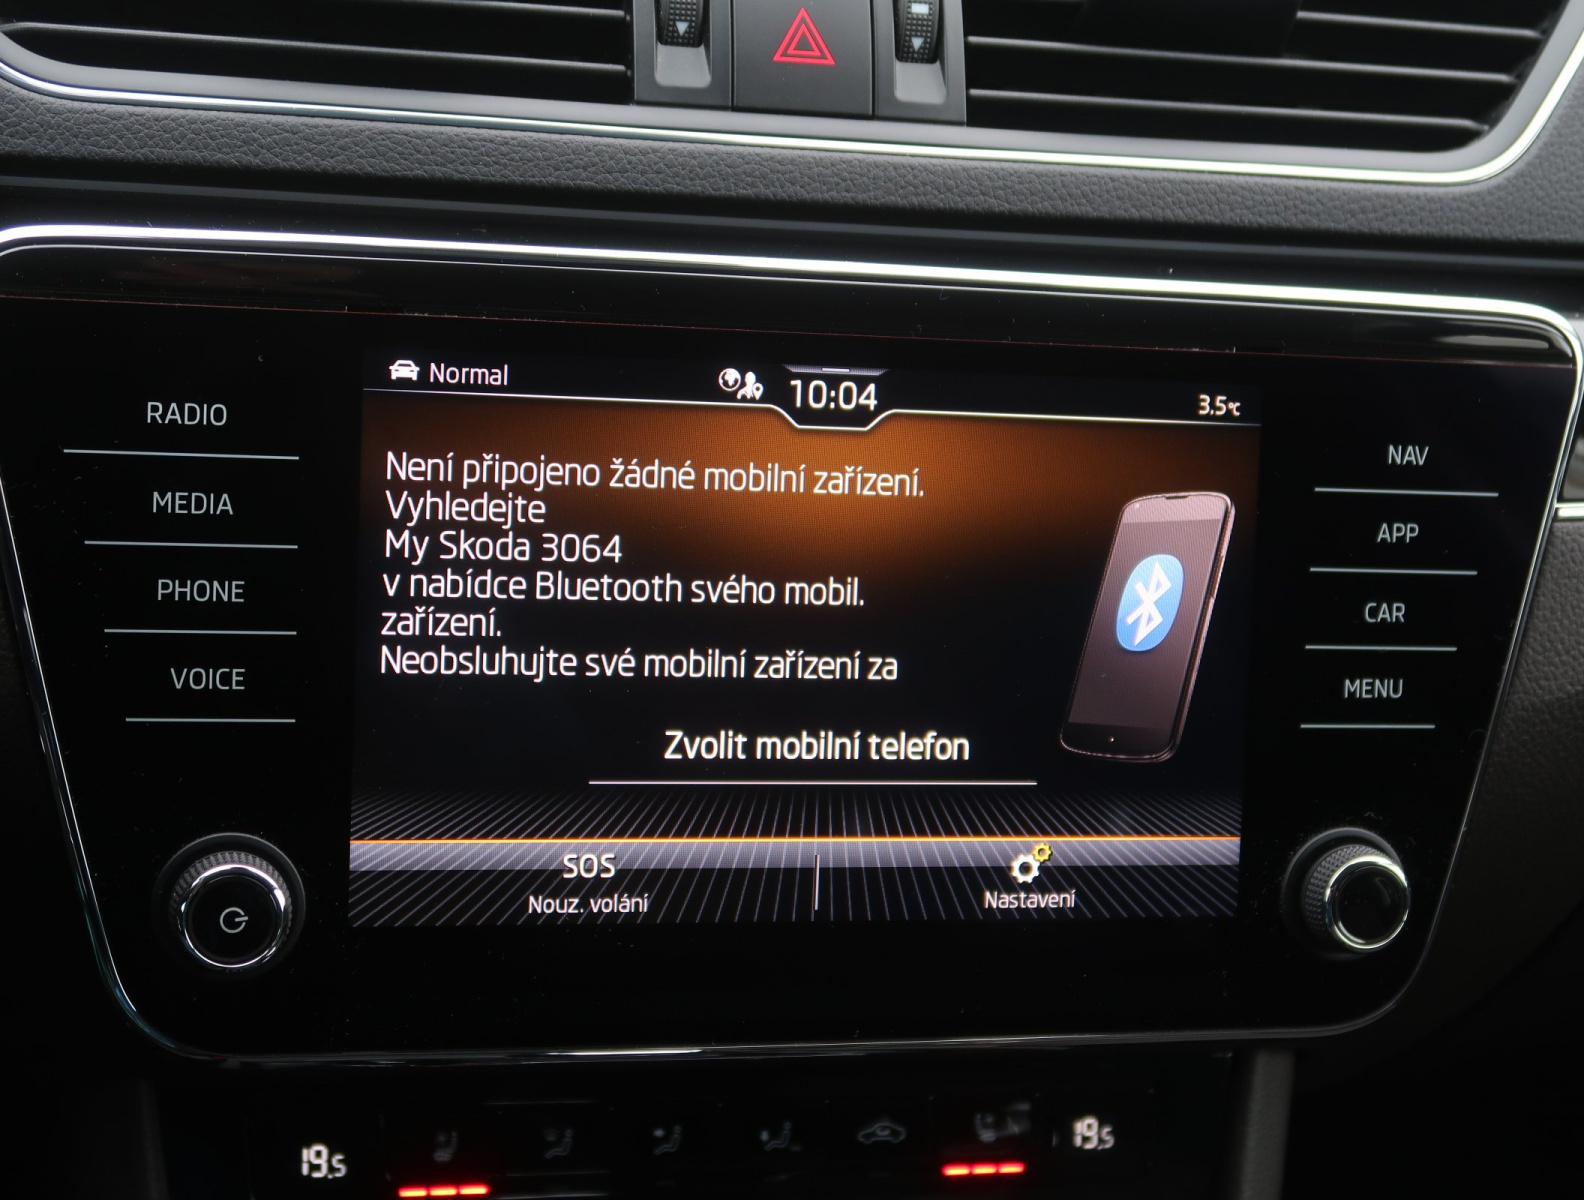 Normal
10:04
3.5°C
RADIO
MEDIA
PHONE
VOICE
NAV
APP
CAR
MENU
Není připojeno žádné mobilní zařízení.
Vyhledejte
My Skoda 3064
v nabídce Bluetooth svého mobil.
zařízení.
Neobsluhujte své mobilní zařízení za
Zvolit mobilní telefon
SOS
Nouz. volání
Nastavení
19.5
19.5